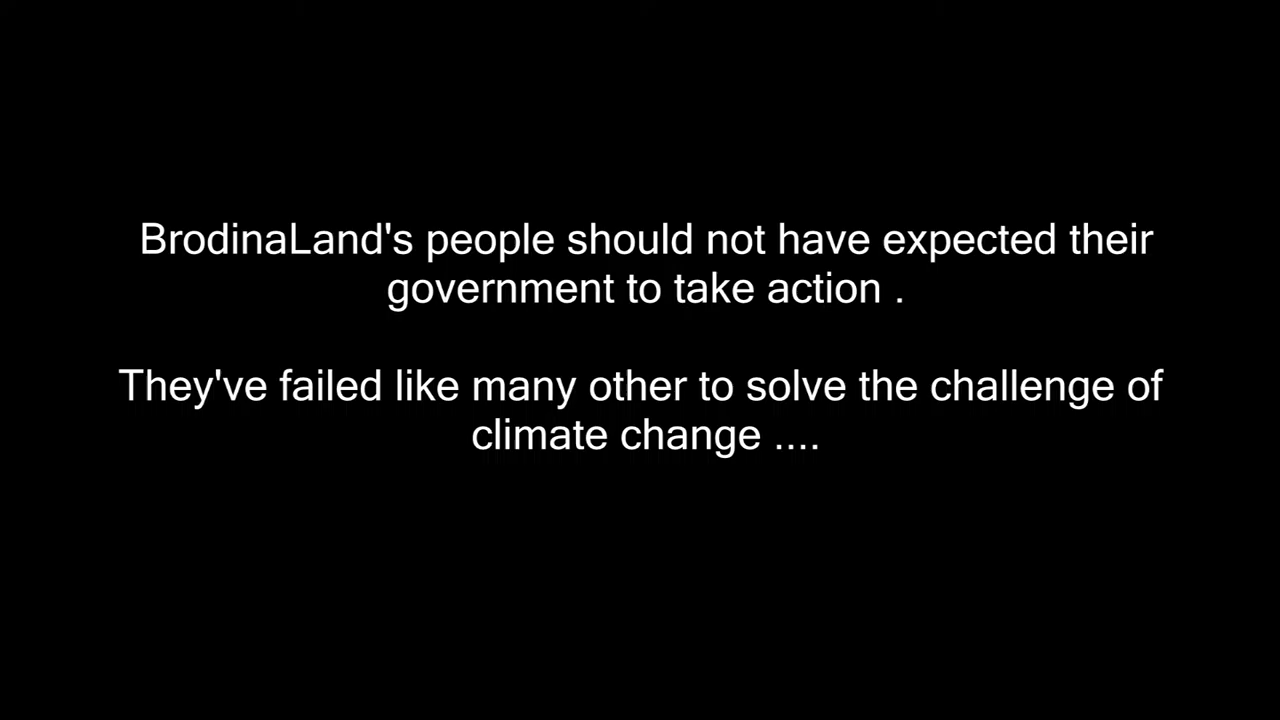 BrodinaLand's people should not have expected their
government to take action .
They've failed like many other to solve the challenge of
climate change ....